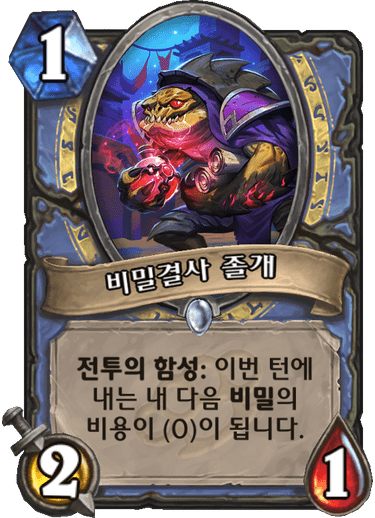 1
비밀결사 졸개
전투의 함성: 이번 턴에
내는 내 다음 비밀의
비용이 (0)이 됩니다.
2
1